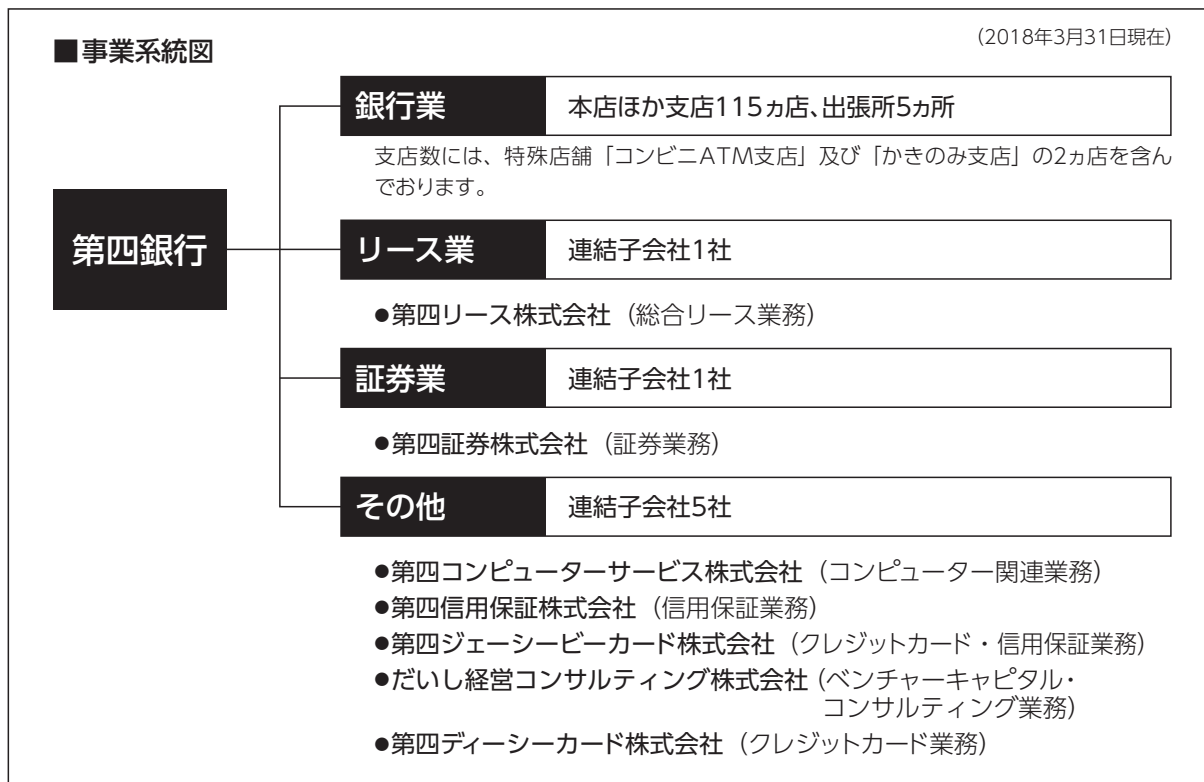 ■事業系統図
(2018年3月31日現在)
第四銀行
銀行業
本店ほか支店115ヵ店、出張所5ヵ所
支店数には、特殊店舗「コンビニATM支店」及び「かきのみ支店」の2ヵ店を含ん
でおります。
リース業
連結子会社1社
●第四リース株式会社(総合リース業務)
証券業
連結子会社1社
●第四証券株式会社(証券業務)
その他
連結子会社5社
●第四コンピューターサービス株式会社(コンピューター関連業務)
●第四信用保証株式会社(信用保証業務)
●第四ジェーシービーカード株式会社(クレジットカード・信用保証業務)
●だいし経営コンサルティング株式会社(ベンチャーキャピタル・
コンサルティング業務)
●第四ディーシーカード株式会社(クレジットカード業務)